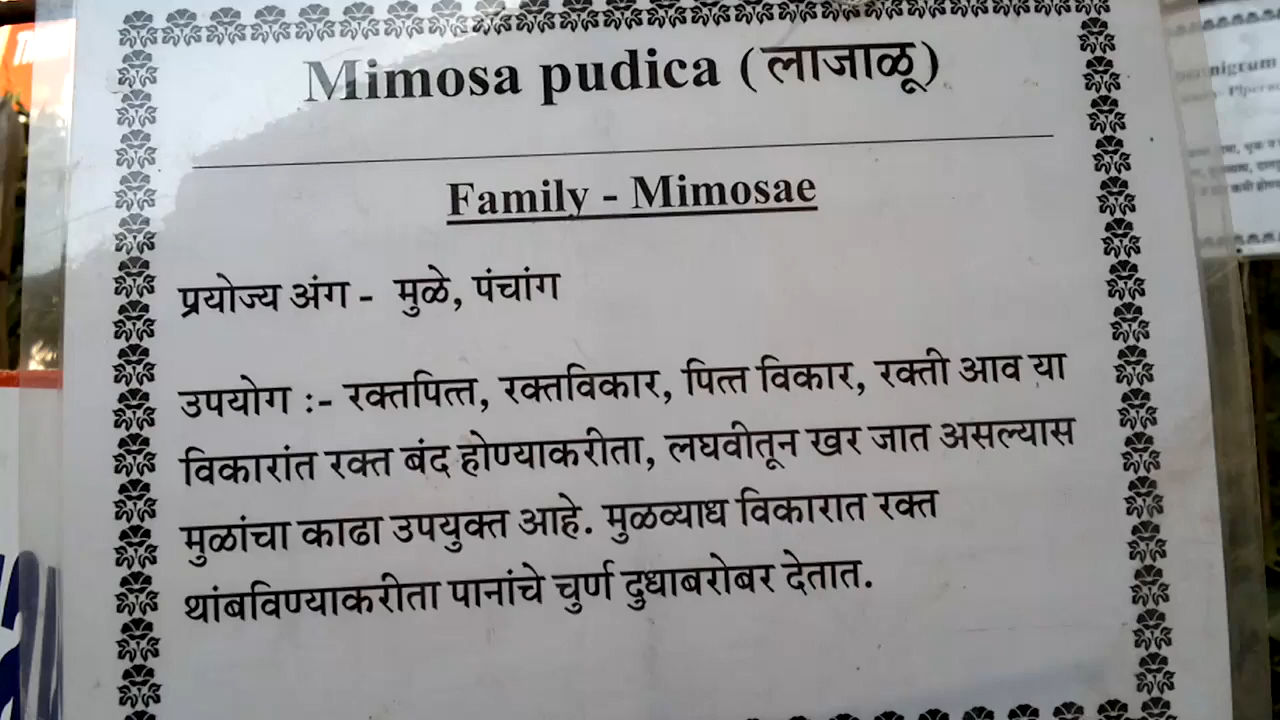 Mimosa pudica (लाजाळू)
Family - Mimosae
प्रयोज्य अंग - मुळे, पंचांग
उपयोग :- रक्तपित्त, रक्तविकार, पित्त विकार, रक्ती आव या
विकारांत रक्त बंद होण्याकरीता, लघवीतून खर जात असल्यास
मुळांचा काढा उपयुक्त आहे. मुळव्याध विकारात रक्त
थांबविण्याकरीता पानांचे चुर्ण दुधाबरोबर देतात.